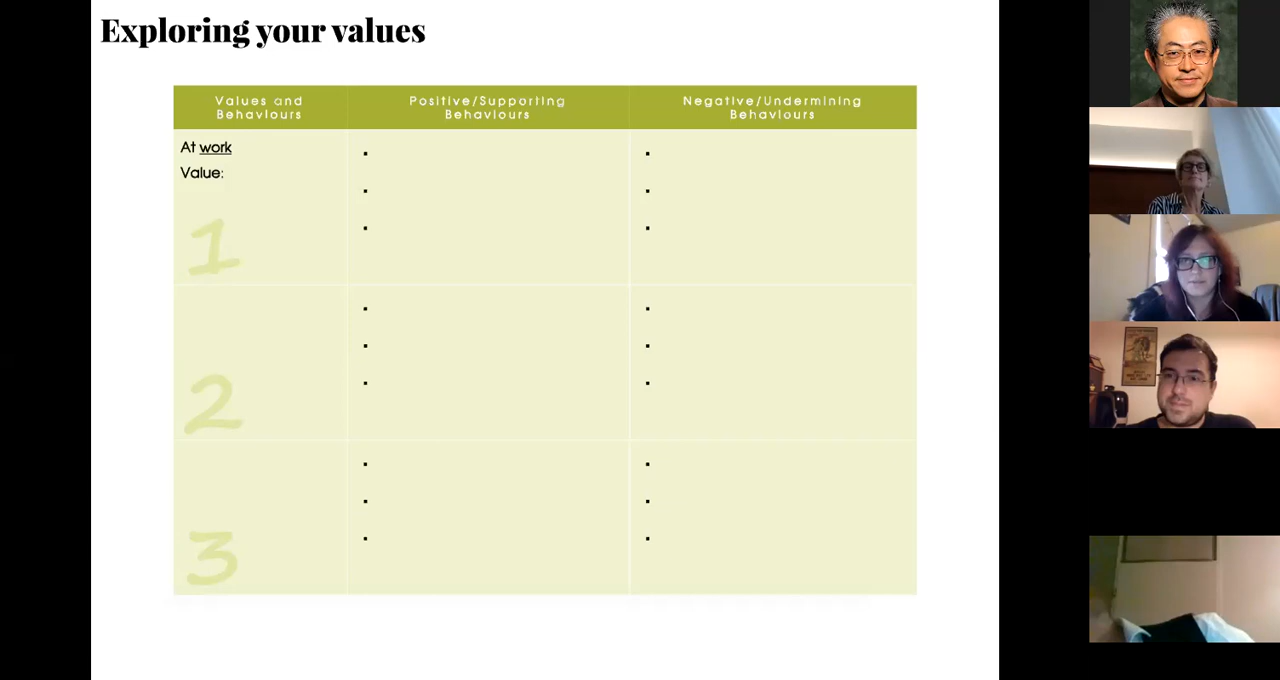 Exploring your values
Values and
Behaviours
Positive/Supporting
Behaviours
Negative/Undermining
Behaviours
At work
Value:
1
2
3